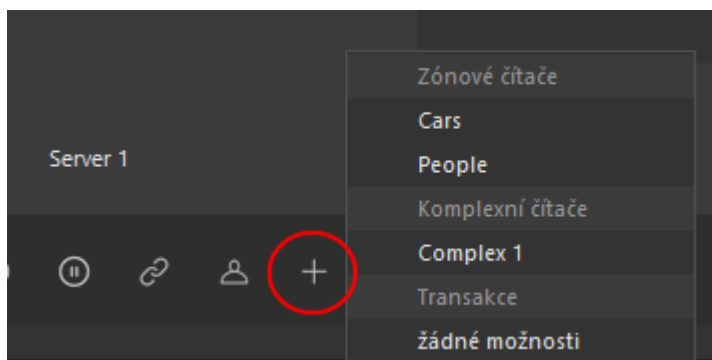 Zónové čítače
Cars
Server 1
People
Komplexní čítače
Complex 1
Transakce
žádné možnosti